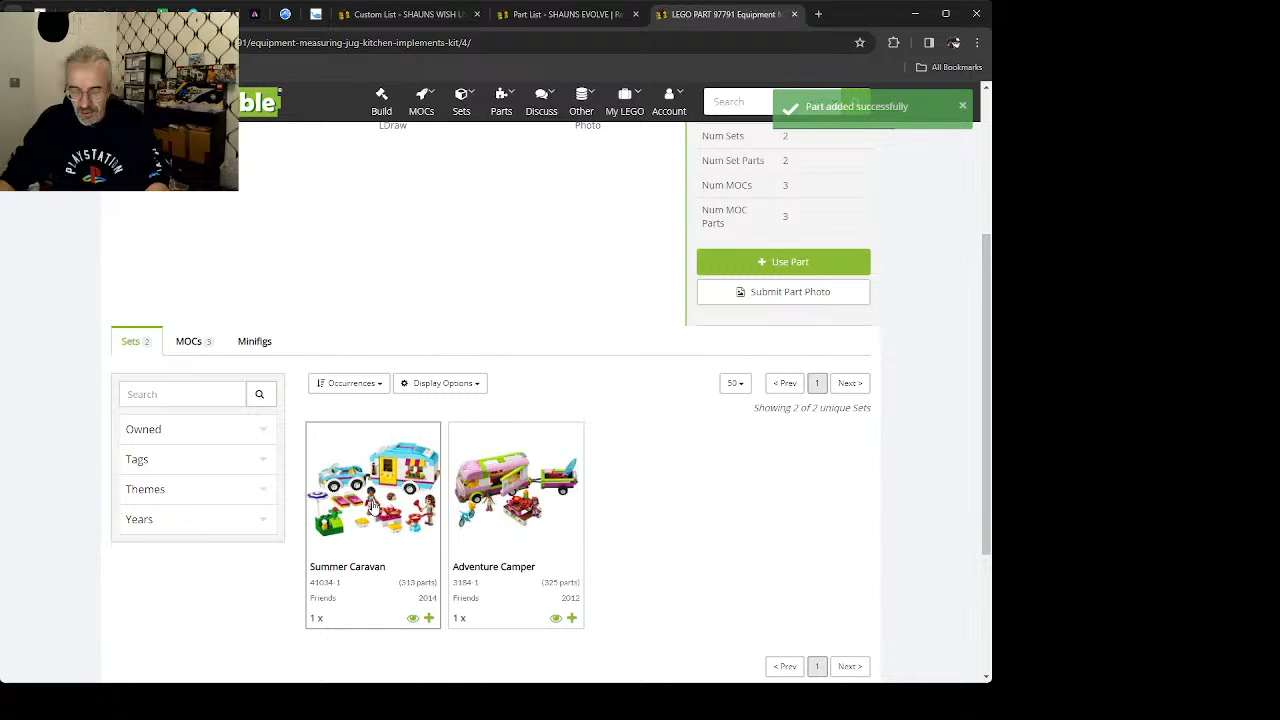 Custom List - SHAUNS WISH L
Part List - SHAUNS EVOLVE | Re
LEGO PART 97791 Equipment M
91/equipment-measuring-jug-kitchen-implements-kit/4/
All Bookmarks
ble
Build
MOCs
Sets
Parts
Discuss
Other
My LEGO
Account
Search
Part added successfully
LDraw
Photo
Num Sets 2
Num Set Parts 2
Num MOCs 3
Num MOC Parts 3
Use Part
Submit Part Photo
PLAYSTATION
Sets 2
MOCs 3
Minifigs
Search
Occurrences
Display Options
50
< Prev
1
Next >
Showing 2 of 2 unique Sets
Owned
Tags
Themes
Years
Summer Caravan
41034-1 (313 parts)
Friends 2014
1 x
Adventure Camper
3184-1 (325 parts)
Friends 2012
1 x
< Prev
1
Next >